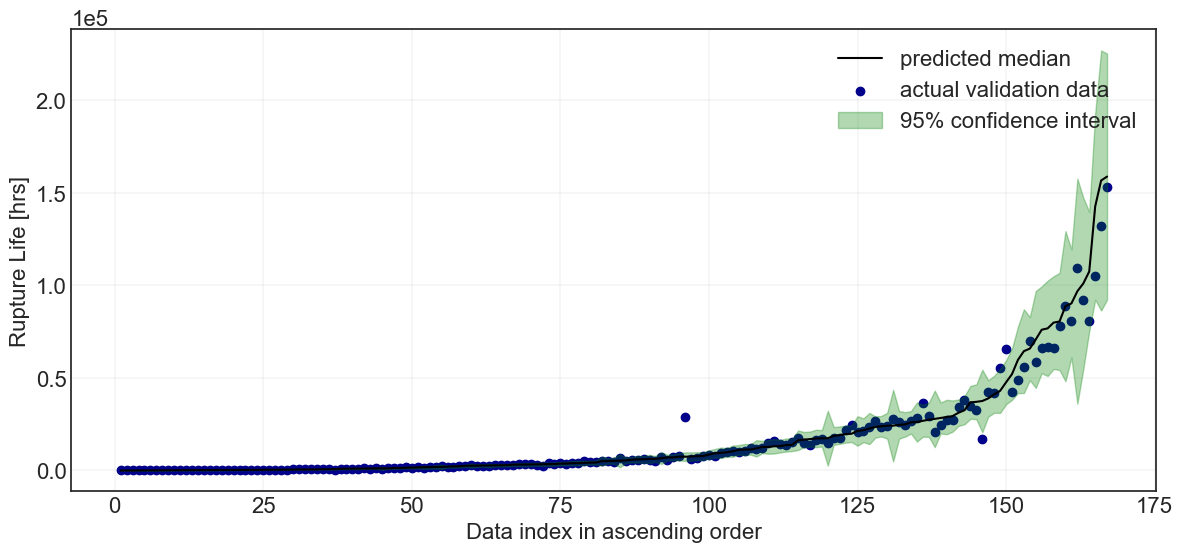 1e5
predicted median
actual validation data
95% confidence interval
Rupture Life [hrs]
2.0
1.5
1.0
0.5
0.0
0 25 50 75 100 125 150 175
Data index in ascending order